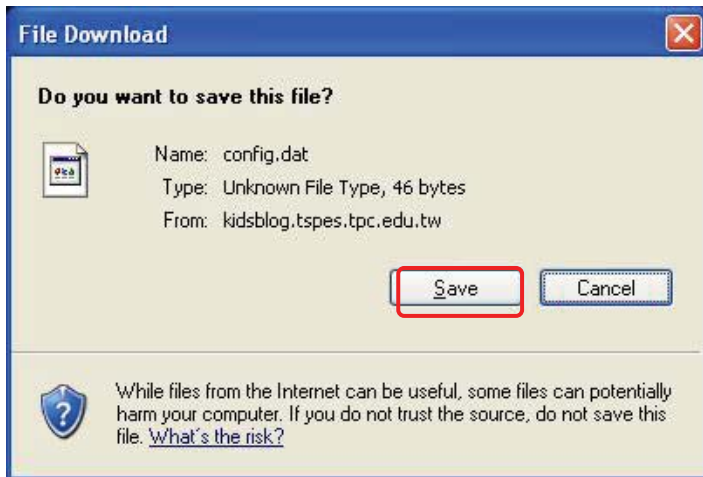 File Download
Do you want to save this file?
Name: config.dat
Type: Unknown File Type, 46 bytes
From: kidsblog.tspes.tpc.edu.tw
Save Cancel
While files from the Internet can be useful, some files can potentially
harm your computer. If you do not trust the source, do not save this
file. What's the risk?